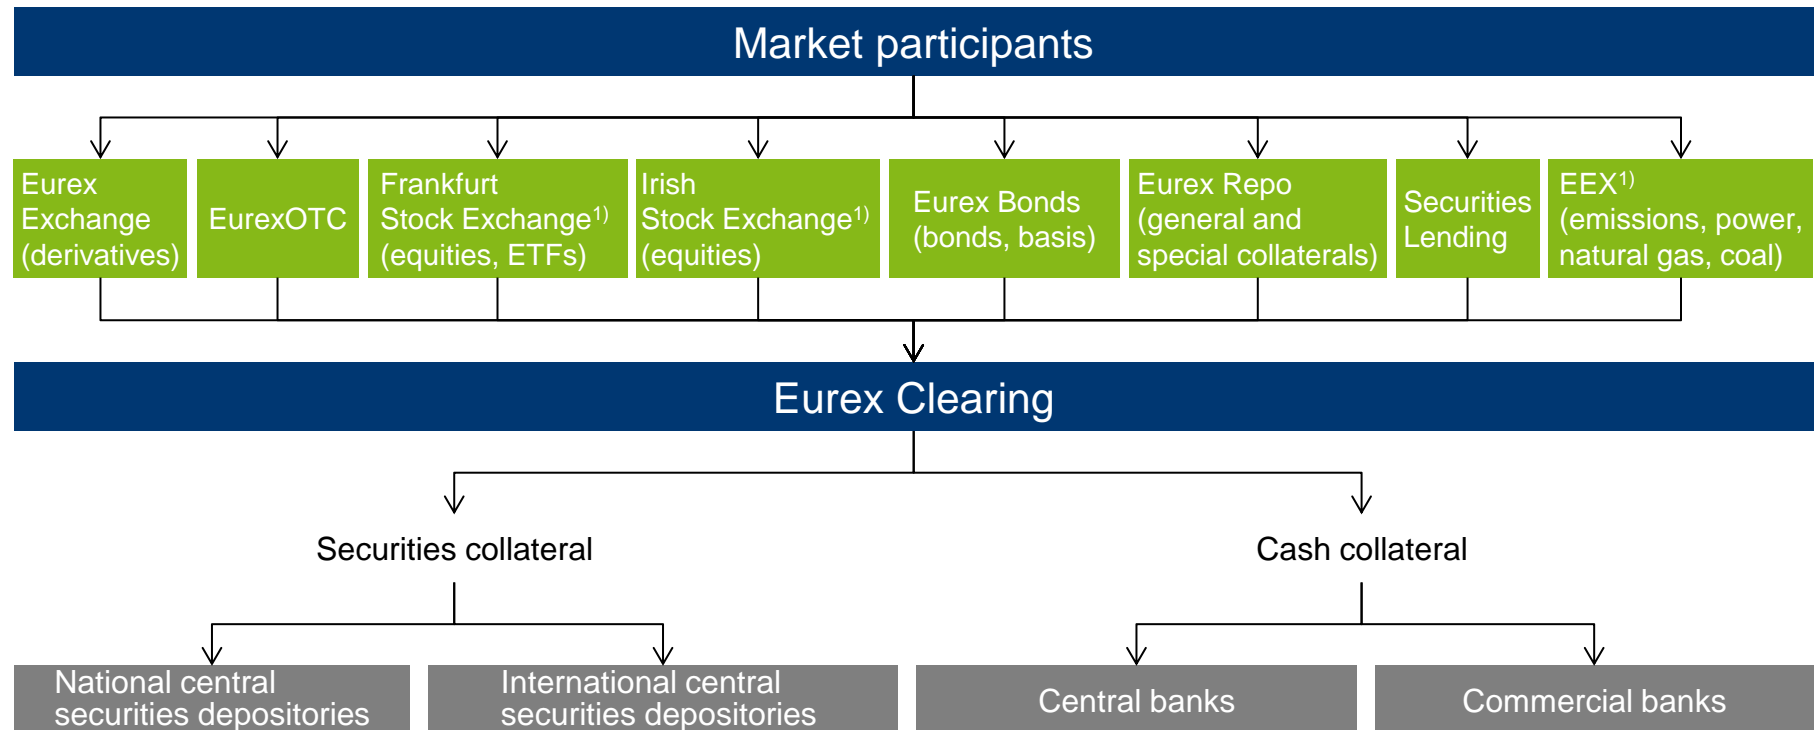 Market participants
Eurex
Exchange
(derivatives)
EurexOTC
Frankfurt
Stock Exchange1)
(equities, ETFs)
Irish
Stock Exchange1)
(equities)
Eurex Bonds
(bonds, basis)
Eurex Repo
(general and
special collaterals)
Securities
Lending
EEX1)
(emissions, power,
natural gas, coal)
Eurex Clearing
Securities collateral
Cash collateral
National central
securities depositories
International central
securities depositories
Central banks
Commercial banks